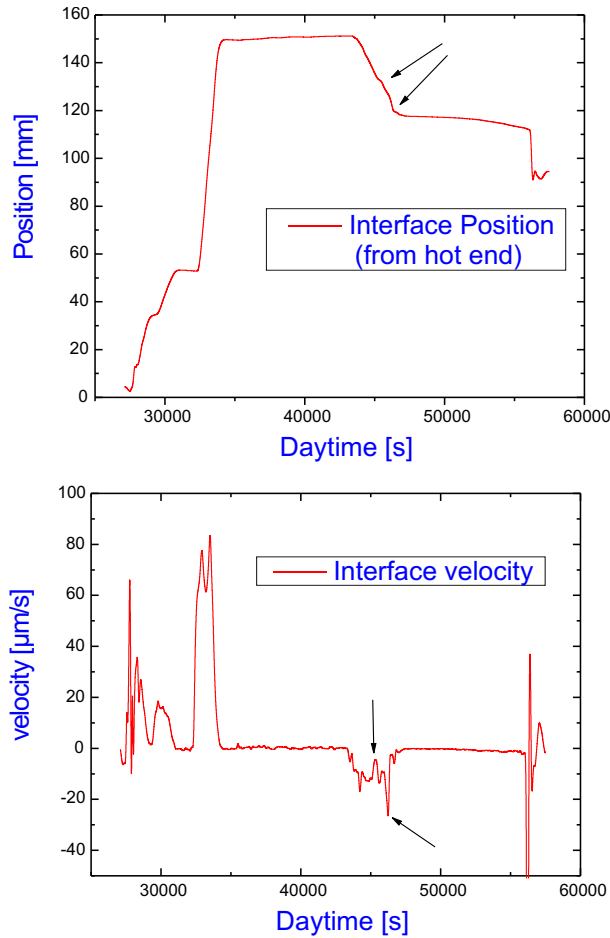 160
140
120
100
80
60
40
20
0
Position [mm]
Interface Position
(from hot end)
30000 40000 50000 60000
Daytime [s]
100
80
60
40
20
0
-20
-40
velocity [µm/s]
Interface velocity
30000 40000 50000 60000
Daytime [s]